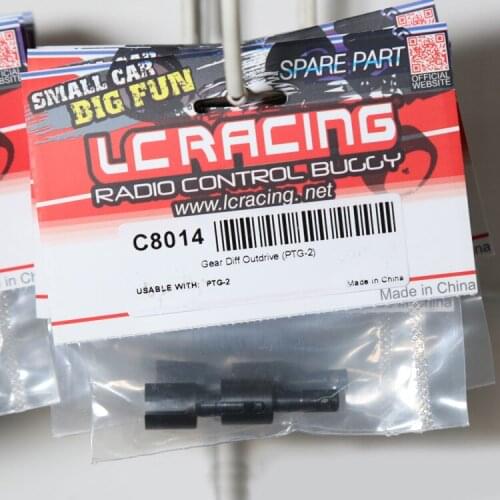 SMALL CAR
BIG FUN
SPARE PART
OFFICIAL
WEBSITE
LC RACING
RADIO CONTROL BUGGY
www.lcracing.net
C8014
Gear Diff Outdrive (PTG-2)
USABLE WITH: PTG-2
Made in China
Made in China